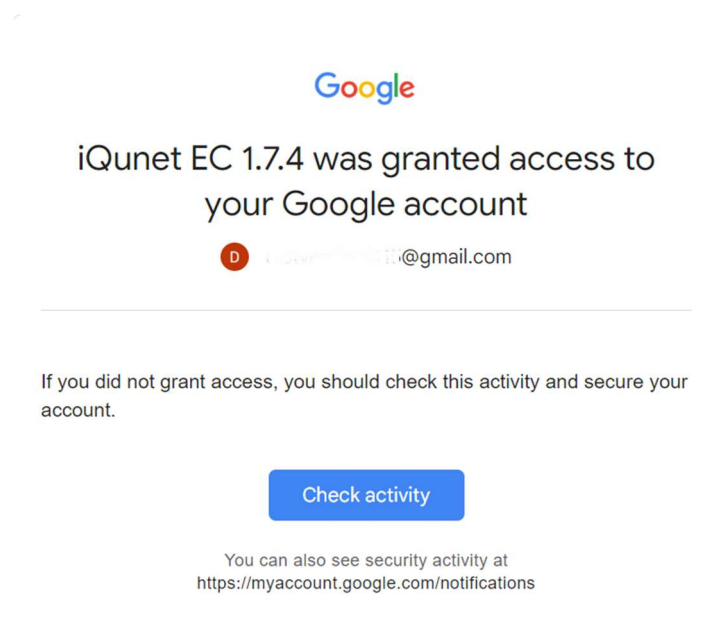 Google
iQunet EC 1.7.4 was granted access to
your Google account
D @gmail.com
If you did not grant access, you should check this activity and secure your
account.
Check activity
You can also see security activity at
https://myaccount.google.com/notifications